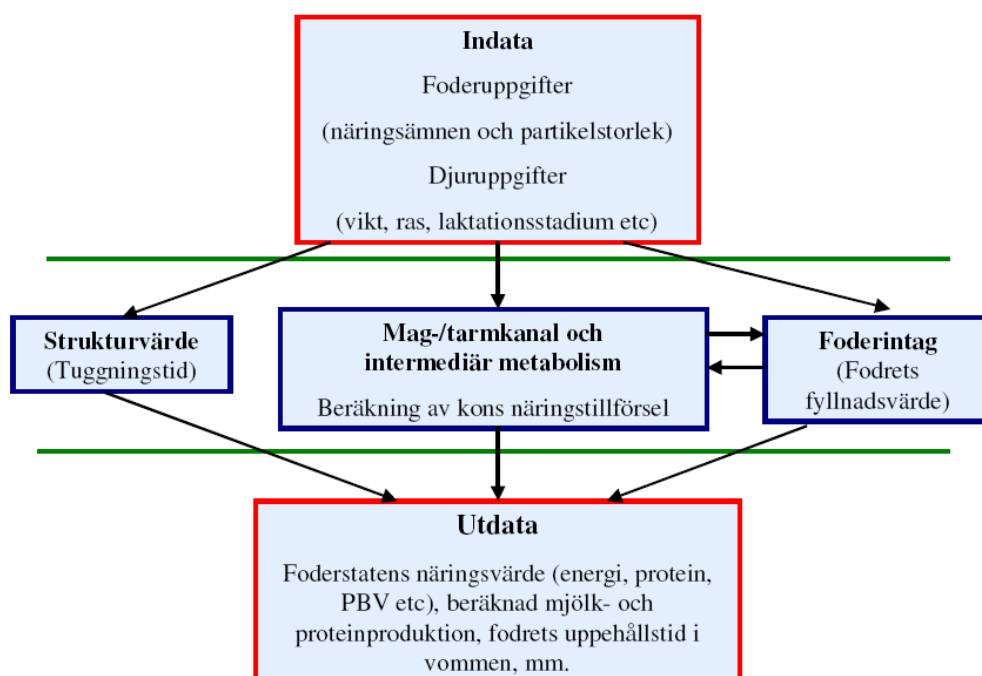 Indata
Foderuppgifter
(näringsämnen och partikelstorlek)
Djuruppgifter
(vikt, ras, laktationsstadium etc)
Strukturvärde
(Tuggningstid)
Mag-/tarmkanal och
intermediär metabolism
Beräkning av kons näringstillförsel
Foderintag
(Fodrets
fyllnadsvärde)
Utdata
Foderstatens näringsvärde (energi, protein,
PBV etc), beräknad mjölk- och
proteinproduktion, fodrets uppehållstid i
vommen, mm.